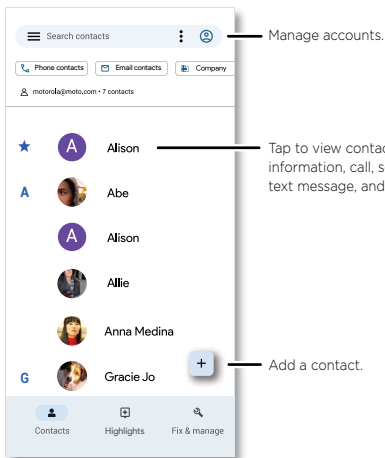 Search contacts
Manage accounts.
Phone contacts Email contacts Company
motorola@moto.com • 7 contacts
A Alison
Tap to view contact
information, call, s
text message, and
A Abe
A Alison
Allie
Anna Medina
+
Add a contact.
G Gracie Jo
Contacts Highlights Fix & manage